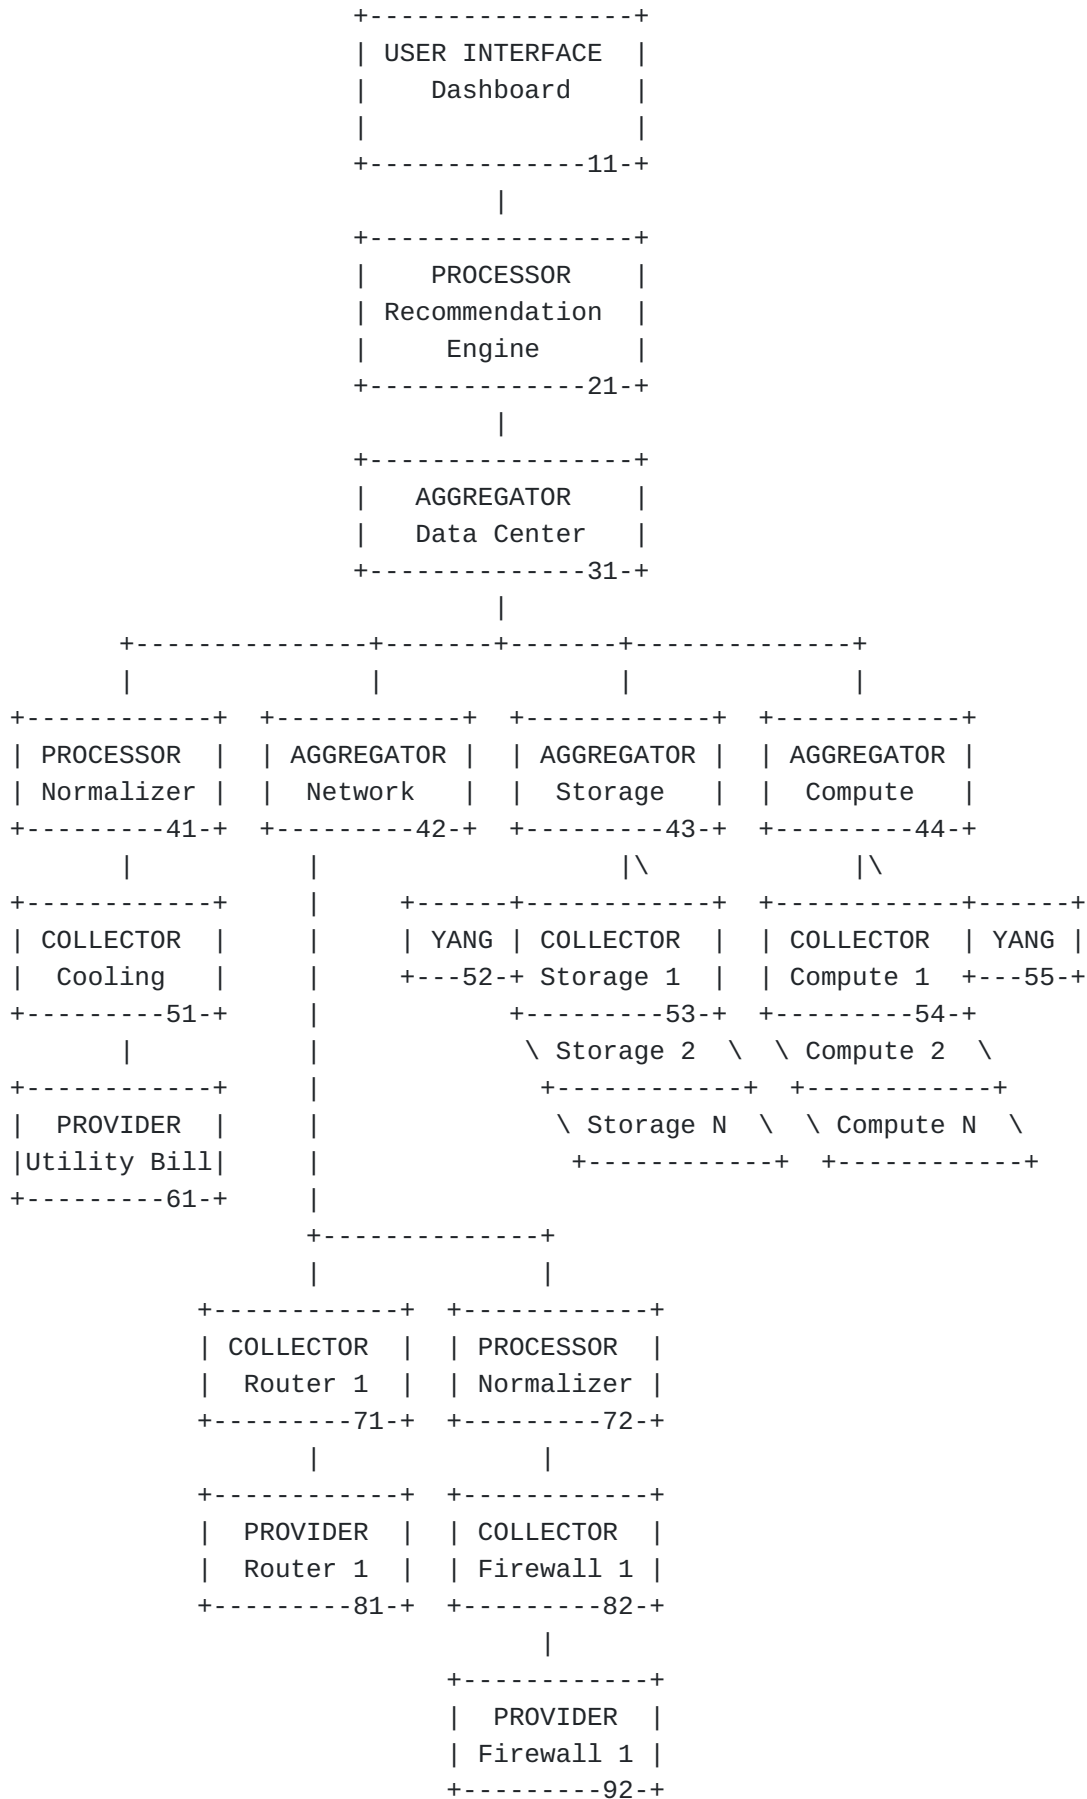 +-----------------+
| USER INTERFACE  |
|    Dashboard    |
|                 |
+--------------11-+
|
+-----------------+
|    PROCESSOR    |
| Recommendation  |
|     Engine      |
+--------------21-+
|
+-----------------+
|   AGGREGATOR    |
|   Data Center   |
+--------------31-+
|
+---------------+-------+-------+--------------+
|               |               |              |
+------------+  +------------+  +------------+  +------------+
| PROCESSOR  |  | AGGREGATOR |  | AGGREGATOR |  | AGGREGATOR |
| Normalizer |  |  Network   |  |  Storage   |  |  Compute   |
+---------41-+  +---------42-+  +---------43-+  +---------44-+
       |           |                   |\             |\
+------------+     |     +------+------------+  +------------+------+
| COLLECTOR  |     |     | YANG | COLLECTOR  |  | COLLECTOR  | YANG |
|  Cooling   |     |     +---52-+ Storage 1  |  | Compute 1  +---55-+
+---------51-+     |            +---------53-+  +---------54-+
       |           |             \ Storage 2  \  \ Compute 2  \
+------------+     |              +------------+  +------------+
|  PROVIDER  |     |               \ Storage N  \  \ Compute N  \
|Utility Bill|     |                +------------+  +------------+
+---------61-+     |
+--------------+
|              |
+------------+  +------------+
| COLLECTOR  |  | PROCESSOR  |
|  Router 1  |  | Normalizer |
+---------71-+  +---------72-+
|              |
+------------+  +------------+
|  PROVIDER  |  | COLLECTOR  |
|  Router 1  |  | Firewall 1 |
+---------81-+  +---------82-+
|
+------------+
|  PROVIDER  |
| Firewall 1 |
+---------92-+